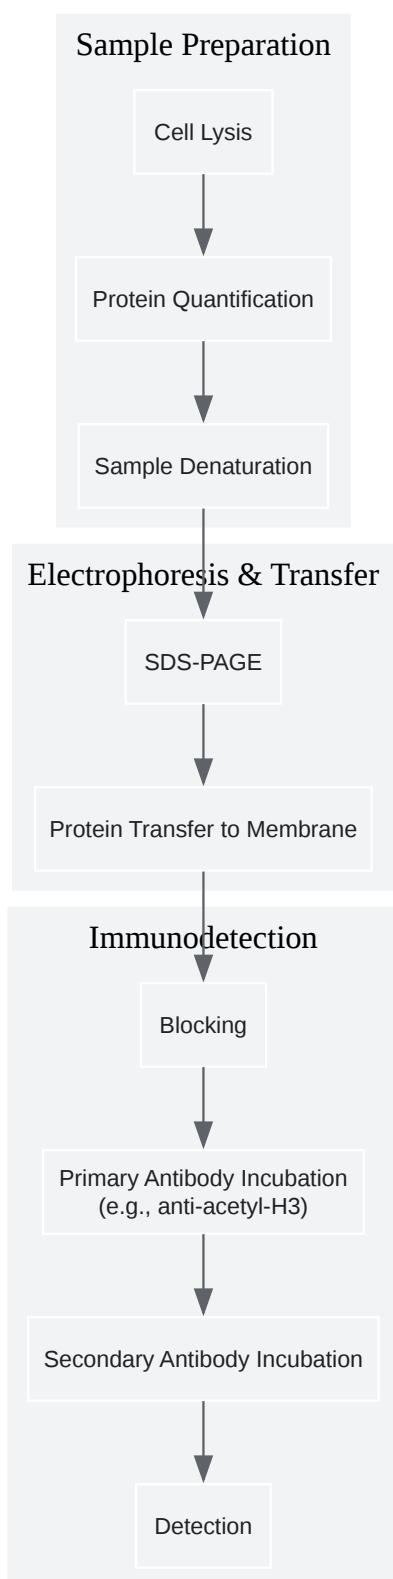 Sample Preparation
Cell Lysis
Protein Quantification
Sample Denaturation
Electrophoresis & Transfer
SDS-PAGE
Protein Transfer to Membrane
Immunodetection
Blocking
Primary Antibody Incubation
(e.g., anti-acetyl-H3)
Secondary Antibody Incubation
Detection